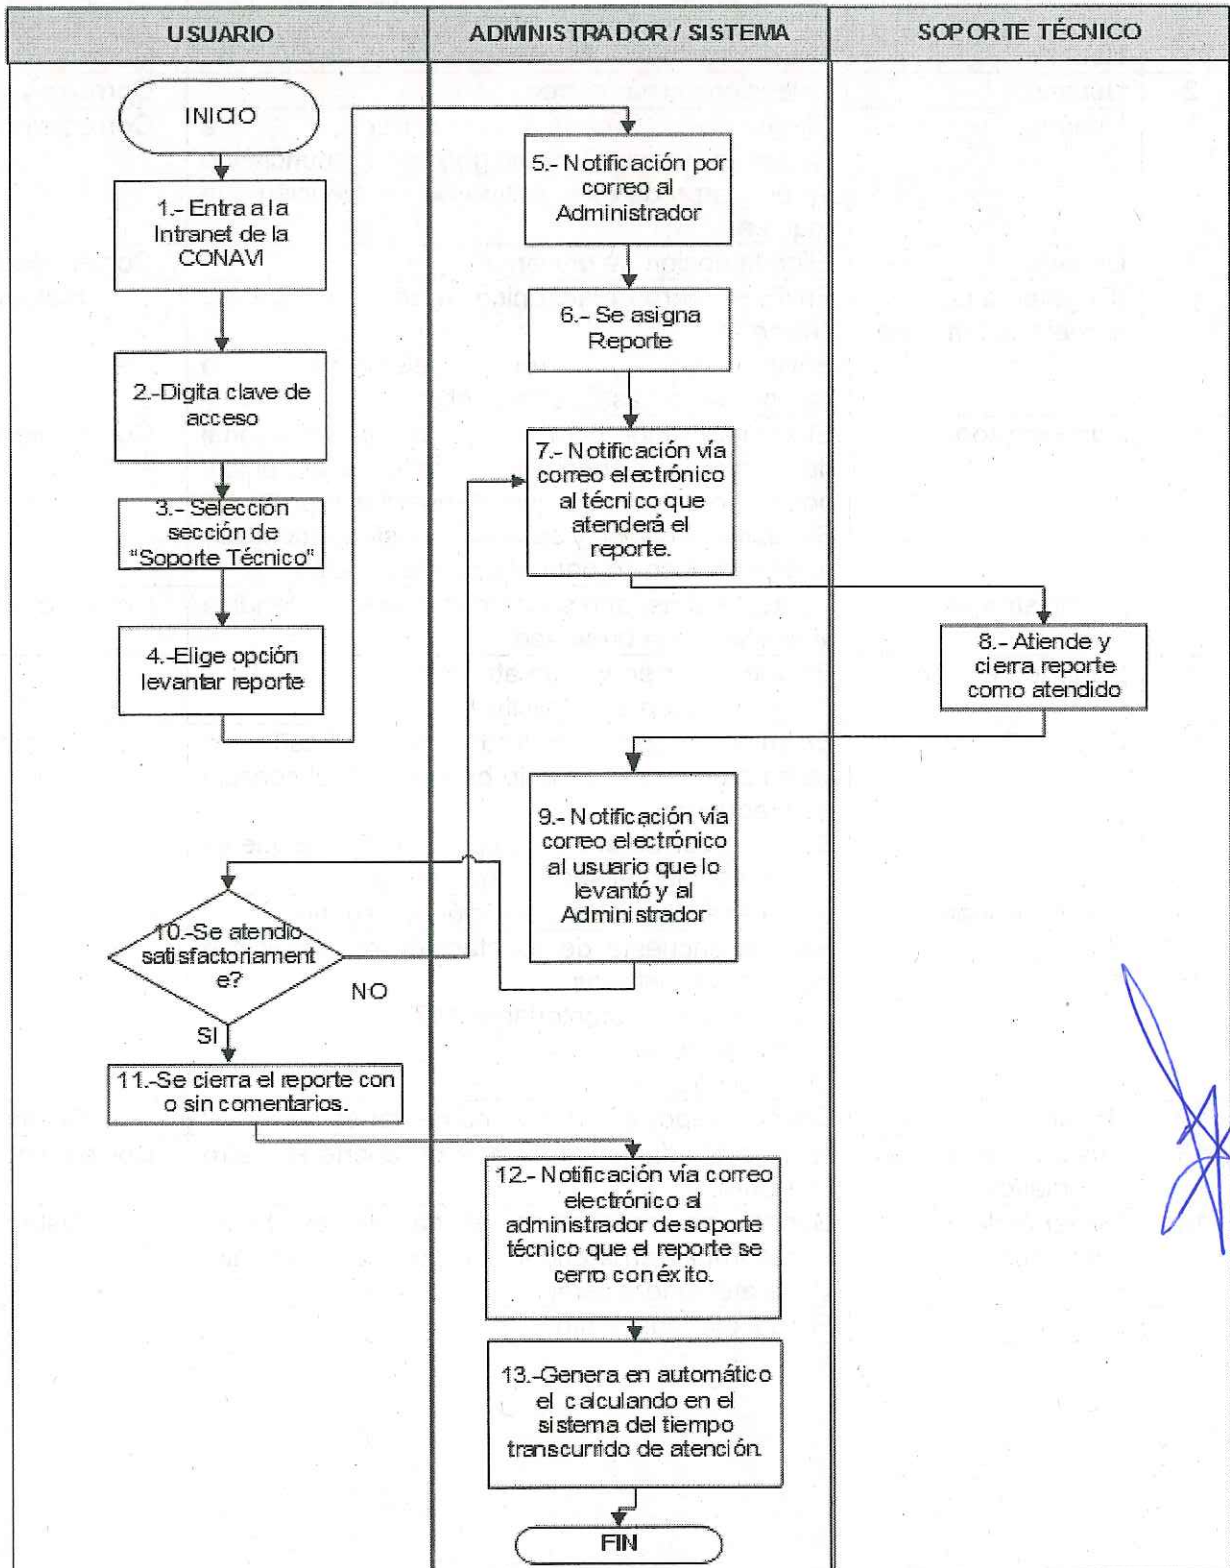 USUARIO
ADMINISTRADOR / SISTEMA
SOPORTE TÉCNICO
INICIO
1.- Entra a la
Intranet de la
CONAVI
2.-Digita clave de
acceso
3.- Selección
sección de
"Soporte Técnico"
4.-Elige opción
levantar reporte
5.- Notificación por
correo al
Administrador
6.- Se asigna
Reporte
7.- Notificación vía
correo electrónico
al técnico que
atenderá el
reporte.
8.- Atiende y
cierra reporte
como atendido
9.- Notificación vía
correo electrónico
al usuario que lo
levantó y al
Administrador
10.-Se atendio
satisfactoriament
e?
NO
SI
11.-Se cierra el reporte con
o sin comentarios.
12.- Notificación vía correo
electrónico al
administrador de soporte
técnico que el reporte se
cerro con éxito.
13.-Genera en automático
el calculando en el
sistema del tiempo
transcurrido de atención.
FIN